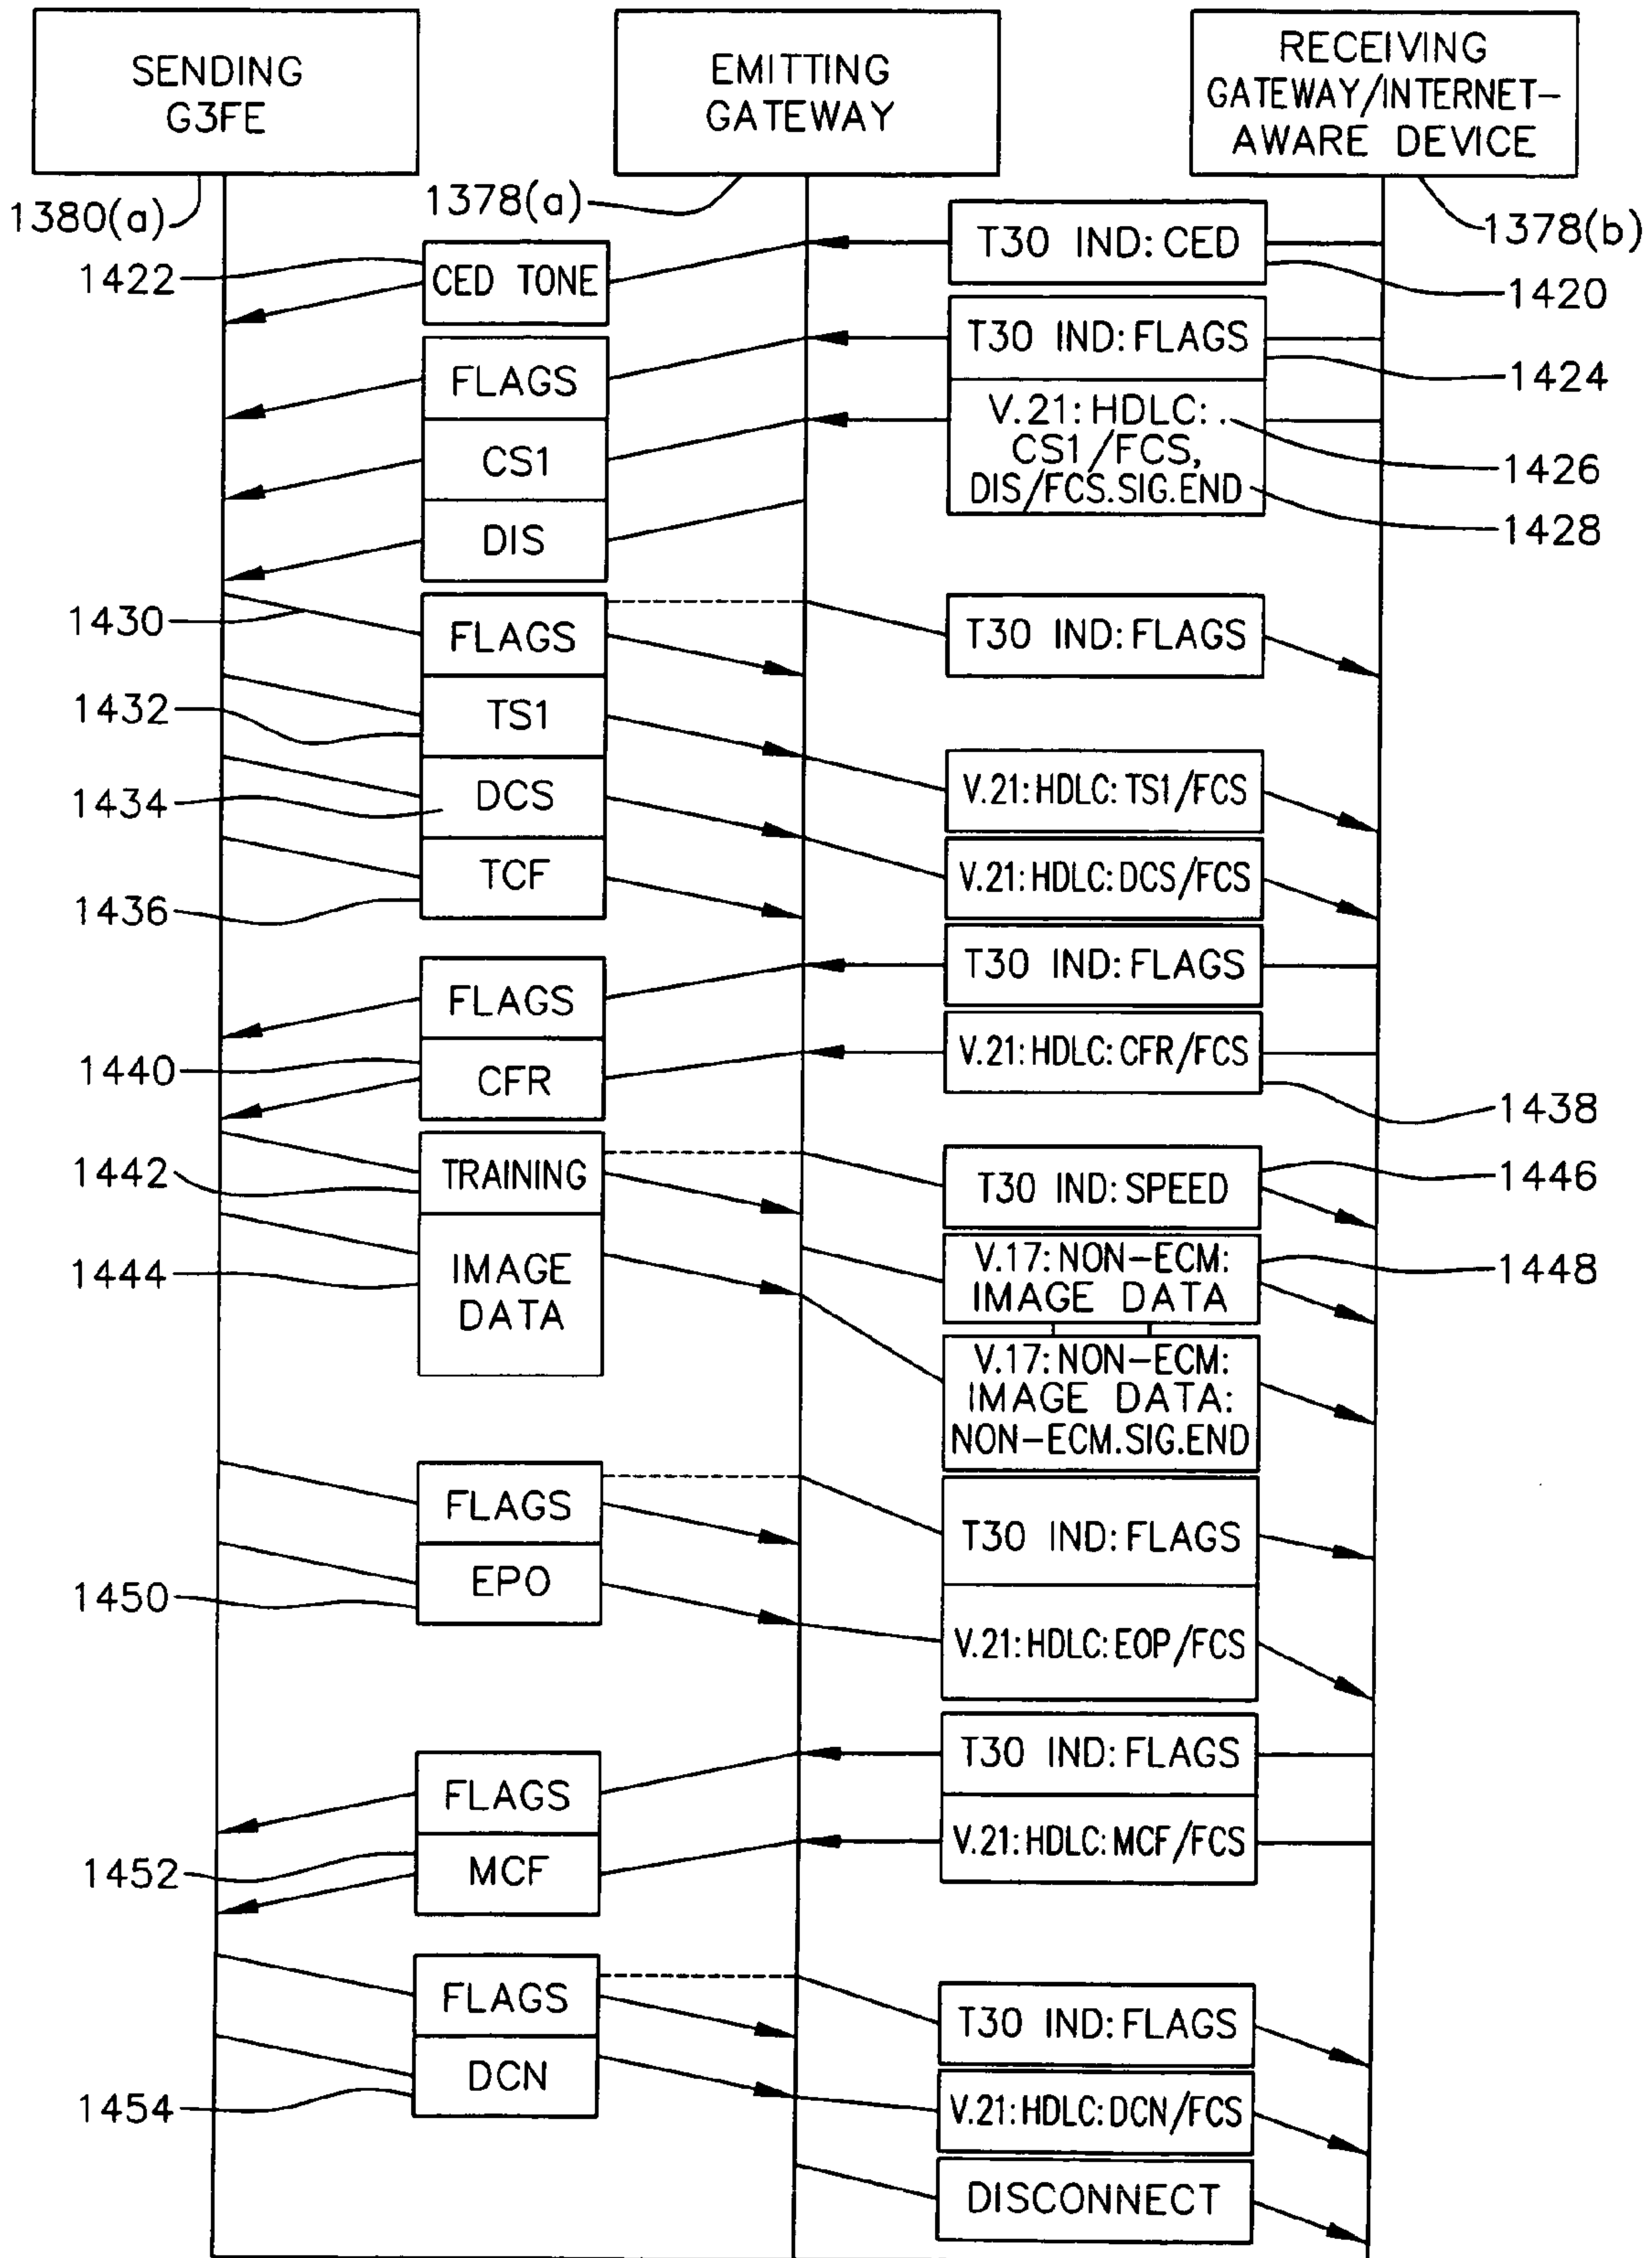 SENDING
G3FE
EMITTING
GATEWAY
RECEIVING
GATEWAY/INTERNET-
AWARE DEVICE
1380(a)
1378(a)
1378(b)
T30 IND: CED
1420
1422
CED TONE
T30 IND: FLAGS
1424
FLAGS
V.21: HDLC:
CS1/FCS,
DIS/FCS.SIG.END
1426
1428
CS1
DIS
1430
FLAGS
T30 IND: FLAGS
1432
TS1
1434
DCS
V.21: HDLC: TS1/FCS
1436
TCF
V.21: HDLC: DCS/FCS
T30 IND: FLAGS
FLAGS
V.21: HDLC: CFR/FCS
1438
1440
CFR
1442
TRAINING
T30 IND: SPEED
1446
1444
IMAGE
DATA
V.17: NON-ECM:
IMAGE DATA
1448
V.17: NON-ECM:
IMAGE DATA:
NON-ECM.SIG.END
FLAGS
T30 IND: FLAGS
1450
EPO
V.21: HDLC: EOP/FCS
T30 IND: FLAGS
FLAGS
V.21: HDLC: MCF/FCS
1452
MCF
FLAGS
T30 IND: FLAGS
1454
DCN
V.21: HDLC: DCN/FCS
DISCONNECT